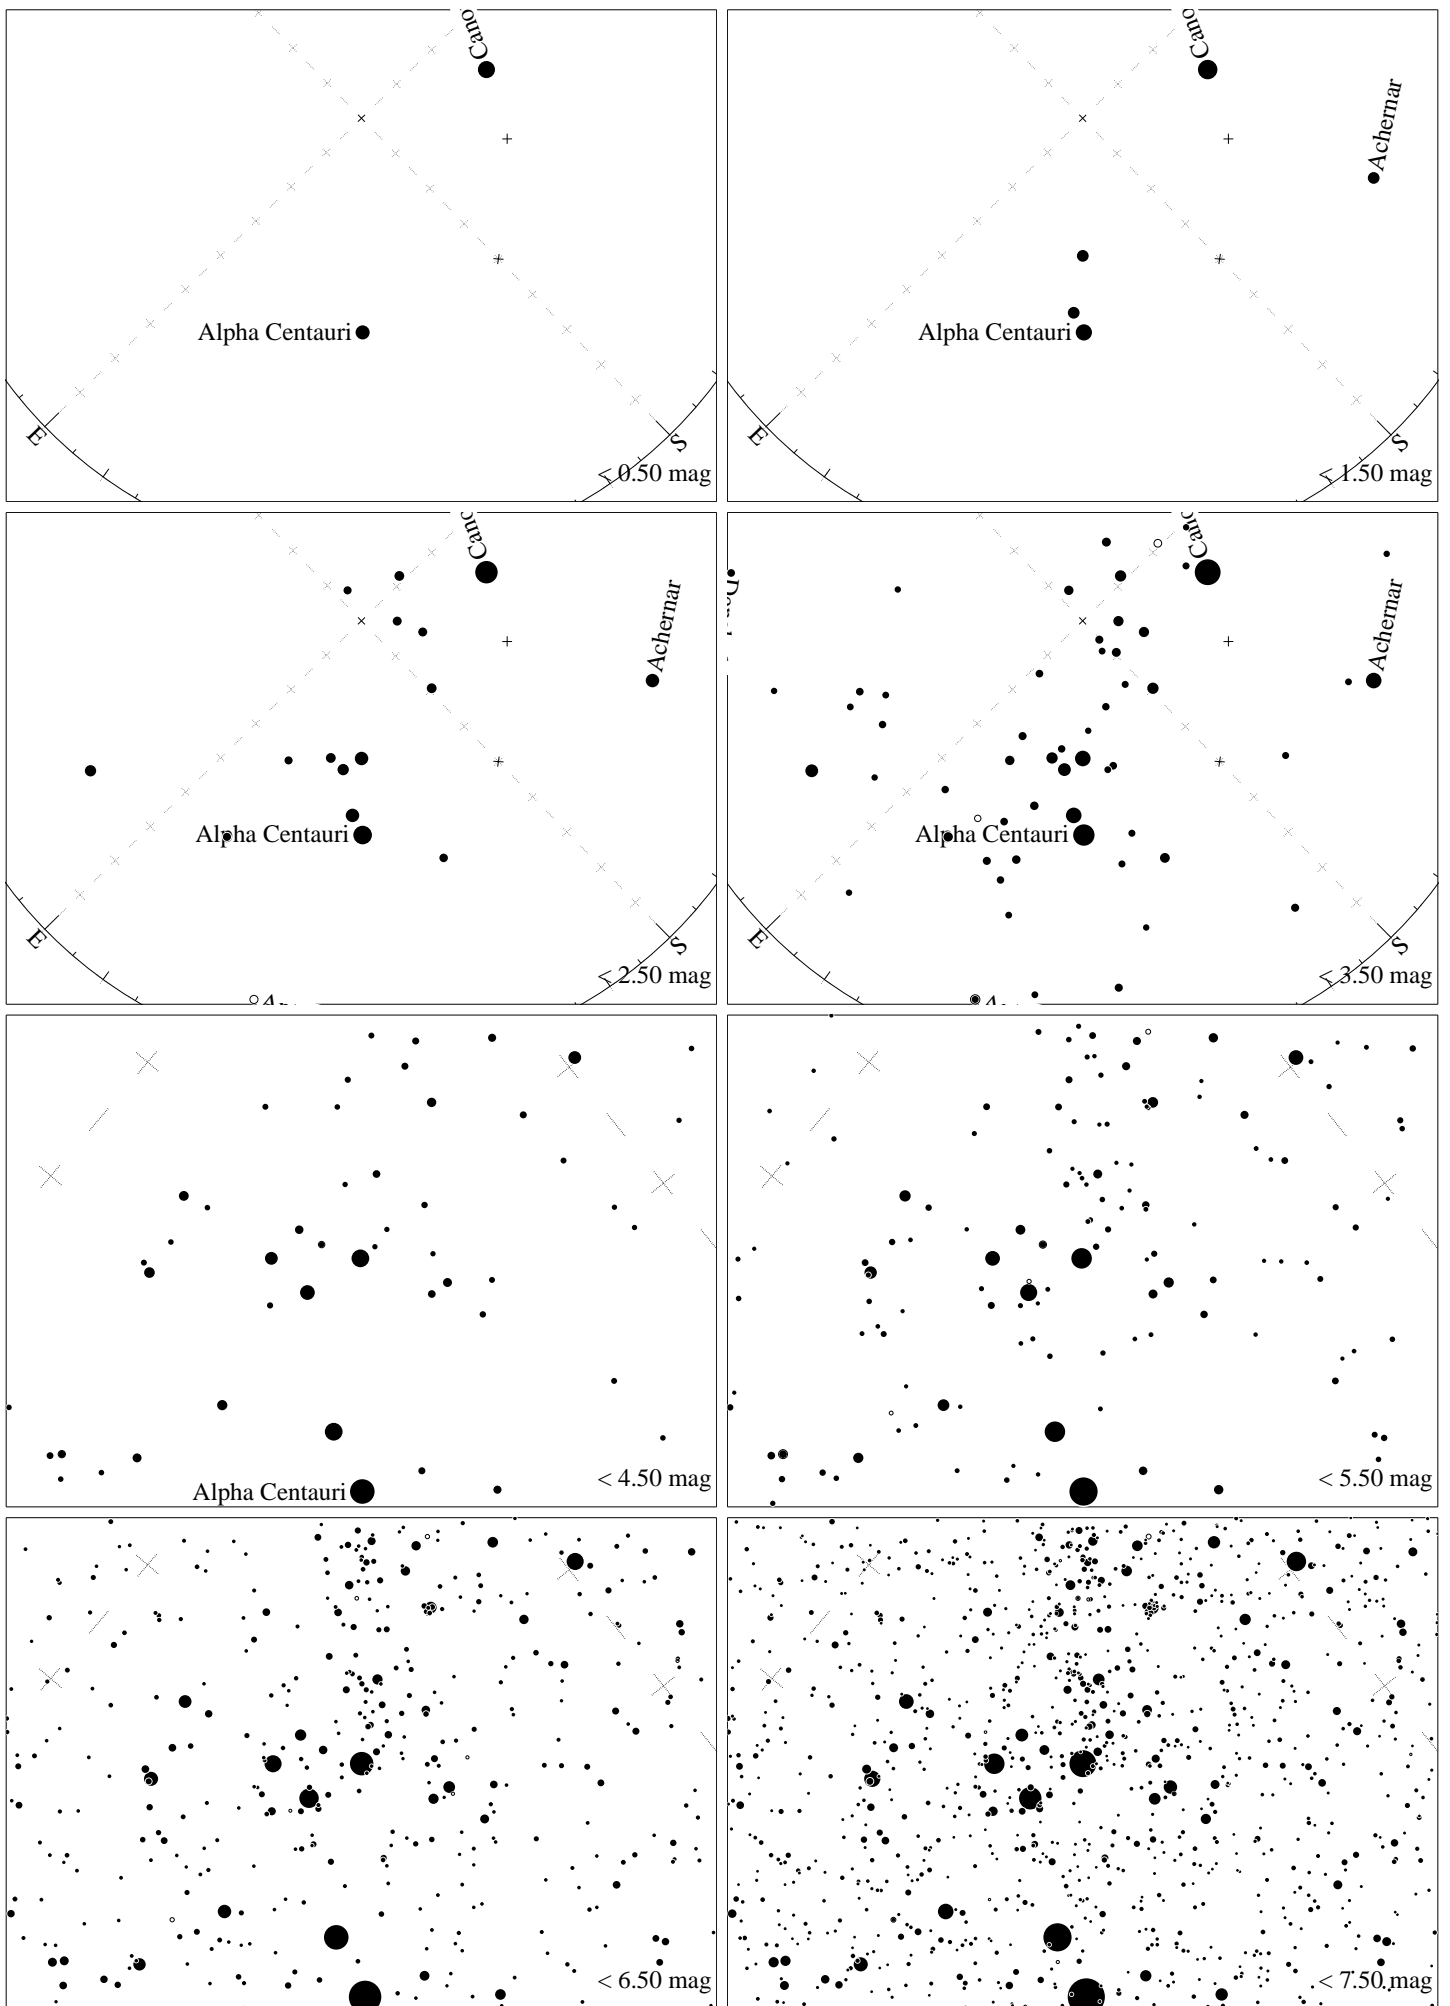 Cano
Alpha Centauri
E
S
< 0.50 mag
Cano
Achernar
Alpha Centauri
E
S
< 1.50 mag
Cano
Achernar
Alpha Centauri
E
S
< 2.50 mag
Cano
Achernar
Alpha Centauri
E
S
< 3.50 mag
Alpha Centauri
< 4.50 mag
< 5.50 mag
< 6.50 mag
< 7.50 mag